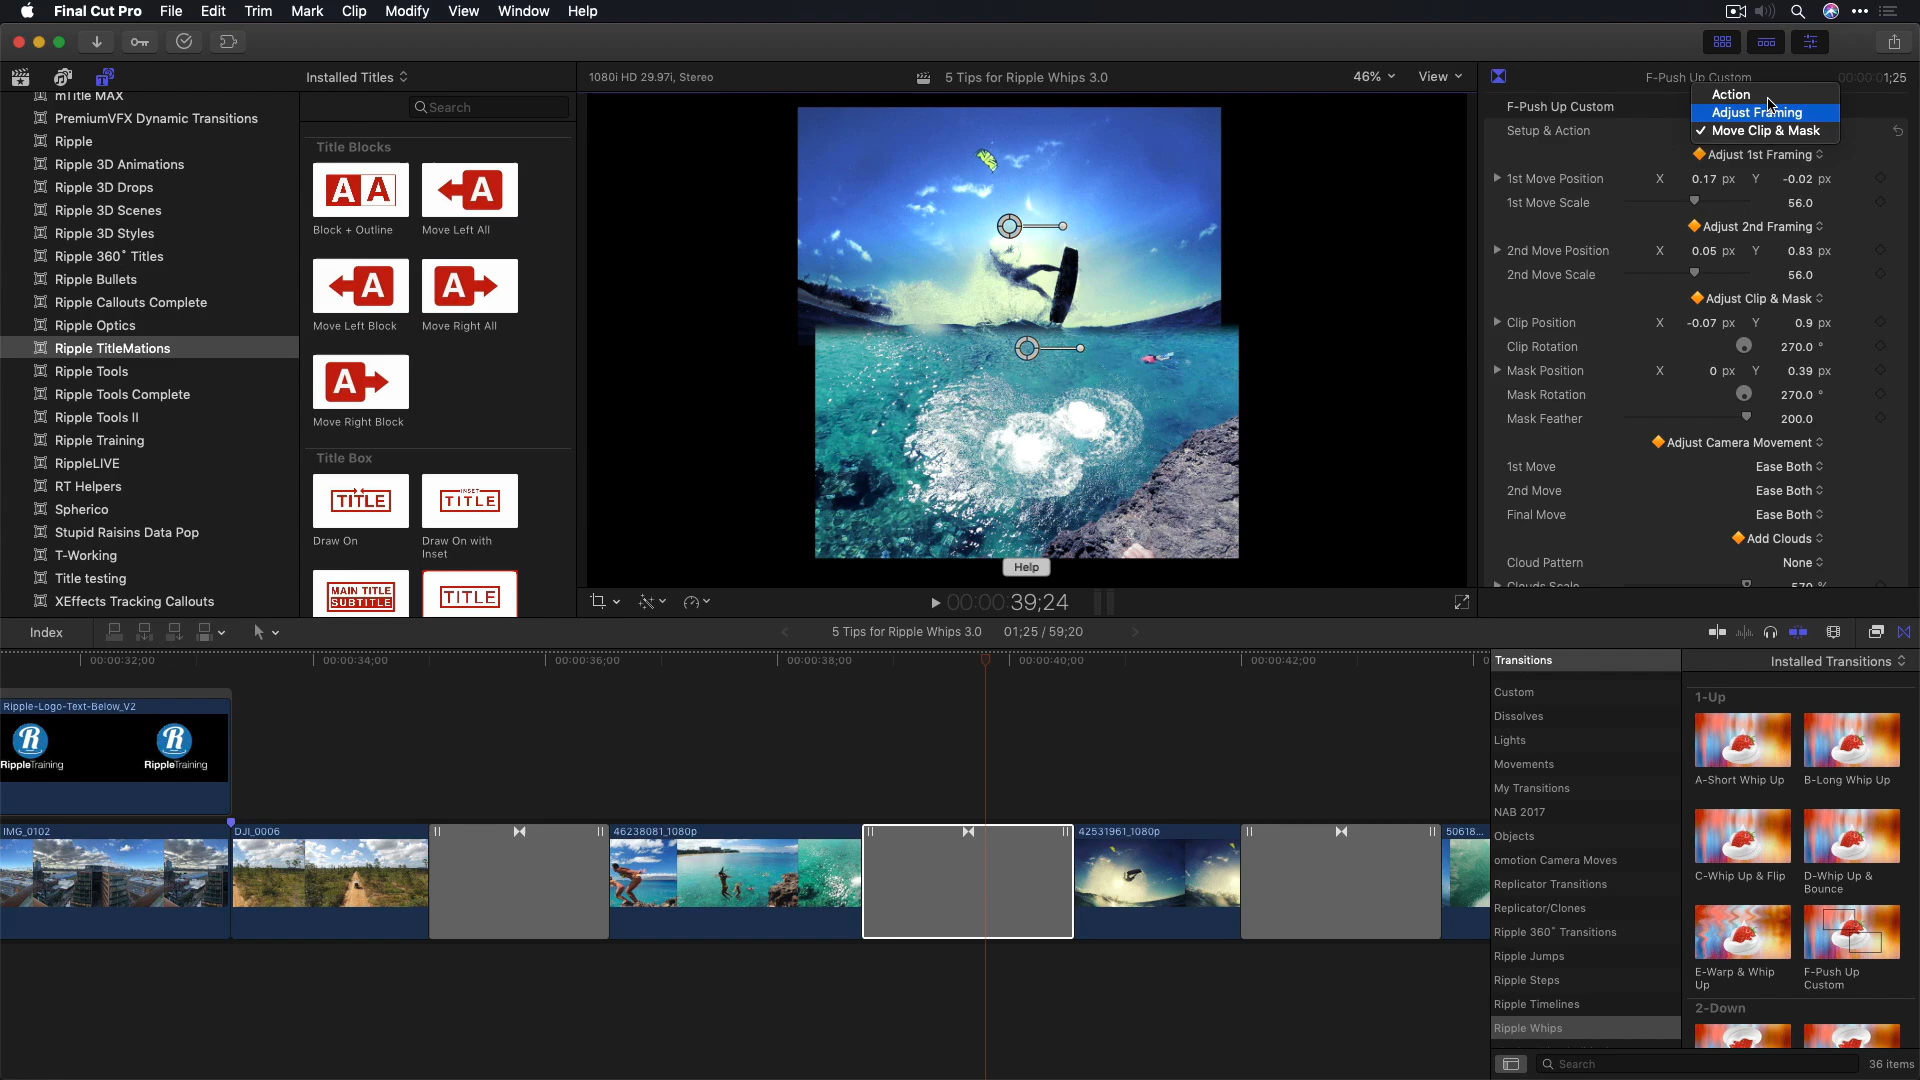 Final Cut Pro File Edit Trim Mark Clip Modify View Window Help
Installed Titles
1080i HD 29.97i, Stereo
5 Tips for Ripple Whips 3.0
46% View
F-Push Up Custom
00:00:01;25
mTitle MAX
PremiumVFX Dynamic Transitions
Ripple
Ripple 3D Animations
Ripple 3D Drops
Ripple 3D Scenes
Ripple 3D Styles
Ripple 360° Titles
Ripple Bullets
Ripple Callouts Complete
Ripple Optics
Ripple TitleMations
Ripple Tools
Ripple Tools Complete
Ripple Tools II
Ripple Training
RippleLIVE
RT Helpers
Spherico
Stupid Raisins Data Pop
T-Working
Title testing
XEffects Tracking Callouts
Search
Title Blocks
A A
A
Block + Outline
Move Left All
A
A
Move Left Block
Move Right All
A
Move Right Block
Title Box
TITLE
INSET
TITLE
Draw On
Draw On with
Inset
MAIN TITLE
SUBTITLE
TITLE
Help
00:00:39;24
F-Push Up Custom
Action
Adjust Framing
✓ Move Clip & Mask
Setup & Action
Adjust 1st Framing
1st Move Position X 0.17 px Y -0.02 px
1st Move Scale 56.0
Adjust 2nd Framing
2nd Move Position X 0.05 px Y 0.83 px
2nd Move Scale 56.0
Adjust Clip & Mask
Clip Position X -0.07 px Y 0.9 px
Clip Rotation 270.0 °
Mask Position X 0 px Y 0.39 px
Mask Rotation 270.0 °
Mask Feather 200.0
Adjust Camera Movement
1st Move Ease Both
2nd Move Ease Both
Final Move Ease Both
Add Clouds
Cloud Pattern None
Clouds Scale 570 %
Index
5 Tips for Ripple Whips 3.0 01;25 / 59;20
00:00:32;00
00:00:34;00
00:00:36;00
00:00:38;00
00:00:40;00
00:00:42;00
0
Ripple-Logo-Text-Below_V2
R
RippleTraining
R
RippleTraining
IMG_0102
DJI_0006
46238081_1080p
42531961_1080p
50618...
Transitions
Installed Transitions
Custom
Dissolves
Lights
Movements
My Transitions
NAB 2017
Objects
omotion Camera Moves
Replicator Transitions
Replicator/Clones
Ripple 360° Transitions
Ripple Jumps
Ripple Steps
Ripple Timelines
Ripple Whips
1-Up
A-Short Whip Up
B-Long Whip Up
C-Whip Up & Flip
D-Whip Up &
Bounce
E-Warp & Whip
Up
F-Push Up
Custom
2-Down
Search
36 items